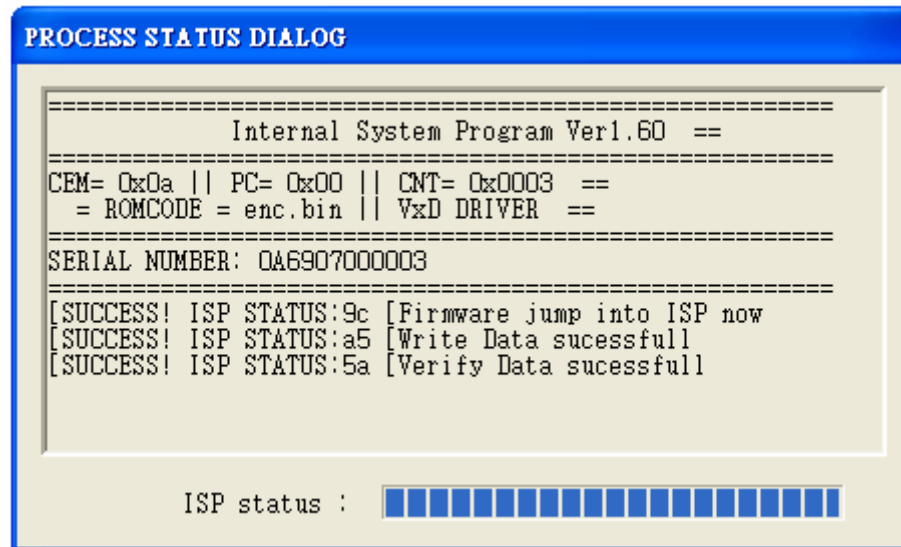 PROCESS STATUS DIALOG
========================================================
Internal System Program Ver1.60 ==
========================================================
CEM= 0x0a || PC= 0x00 || CNT= 0x0003 ==
= ROMCODE = enc.bin || VxD DRIVER ==
========================================================
SERIAL NUMBER: 0A6907000003
========================================================
[SUCCESS! ISP STATUS:9c [Firmware jump into ISP now
[SUCCESS! ISP STATUS:a5 [Write Data sucessfull
[SUCCESS! ISP STATUS:5a [Verify Data sucessfull
ISP status :